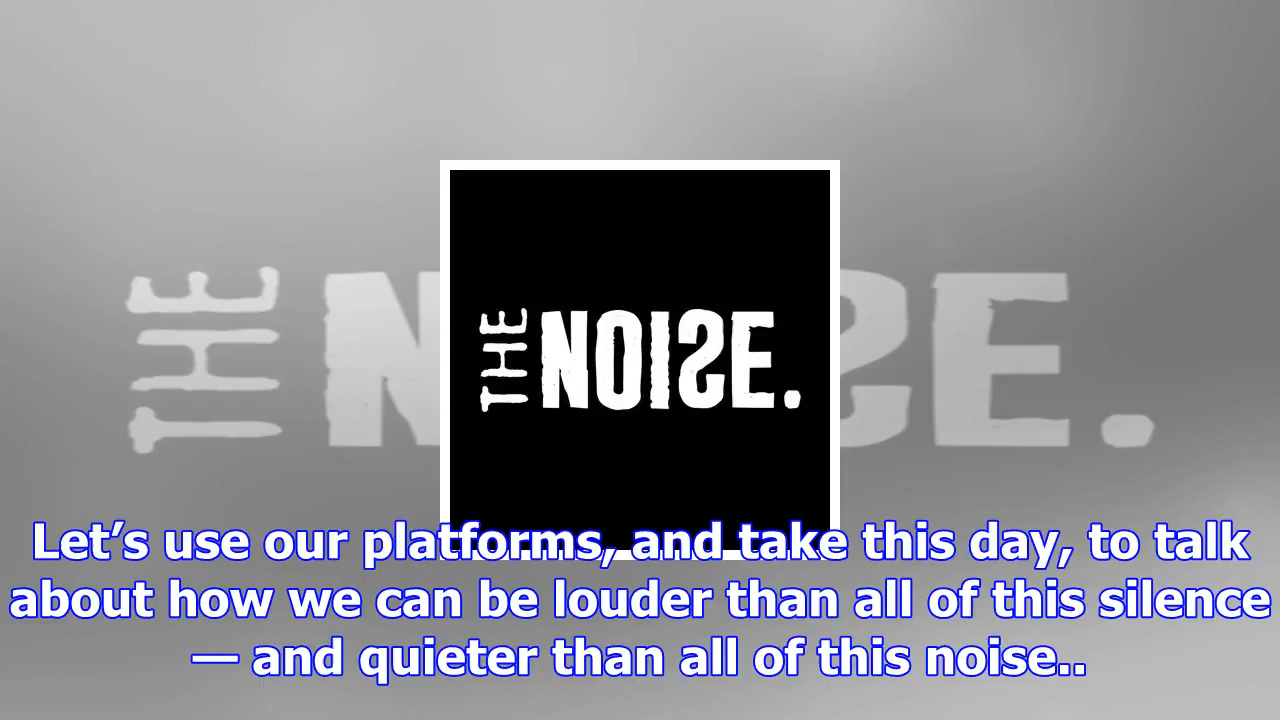 THE NOISE.
THE N SE.
Let’s use our platforms, and take this day, to talk
about how we can be louder than all of this silence
— and quieter than all of this noise..